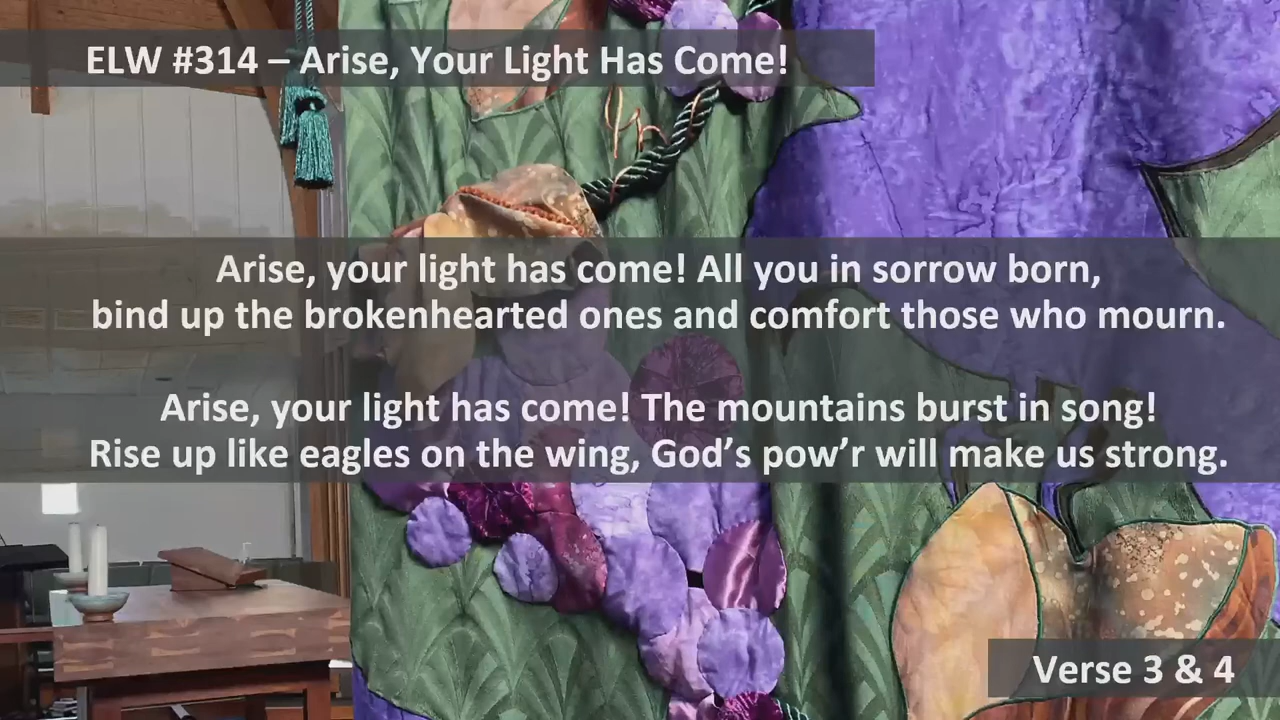 ELW #314 – Arise, Your Light Has Come!
Arise, your light has come! All you in sorrow born,
bind up the brokenhearted ones and comfort those who mourn.
Arise, your light has come! The mountains burst in song!
Rise up like eagles on the wing, God’s pow’r will make us strong.
Verse 3 & 4